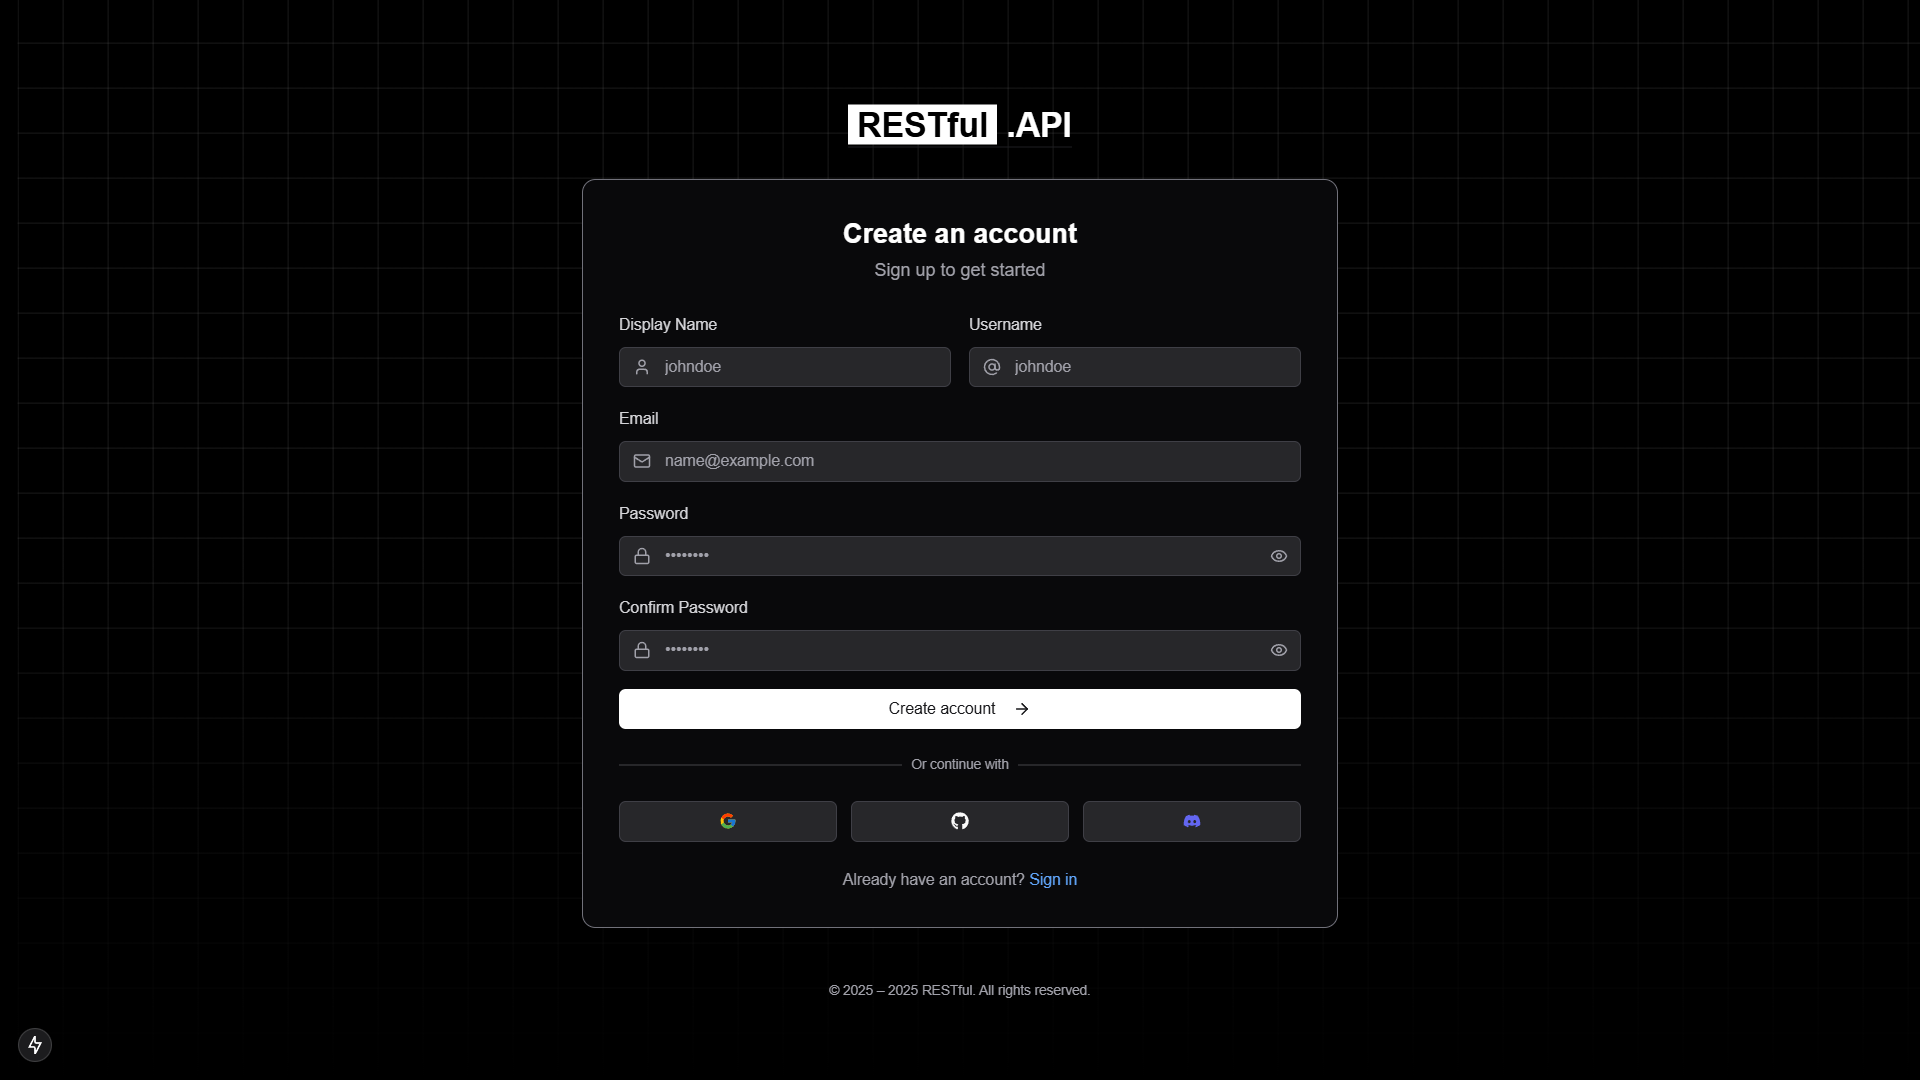 RESTful .API
Create an account
Sign up to get started
Display Name
Username
johndoe
johndoe
Email
name@example.com
Password
••••••••
Confirm Password
••••••••
Create account
Or continue with
Already have an account? Sign in
© 2025 – 2025 RESTful. All rights reserved.